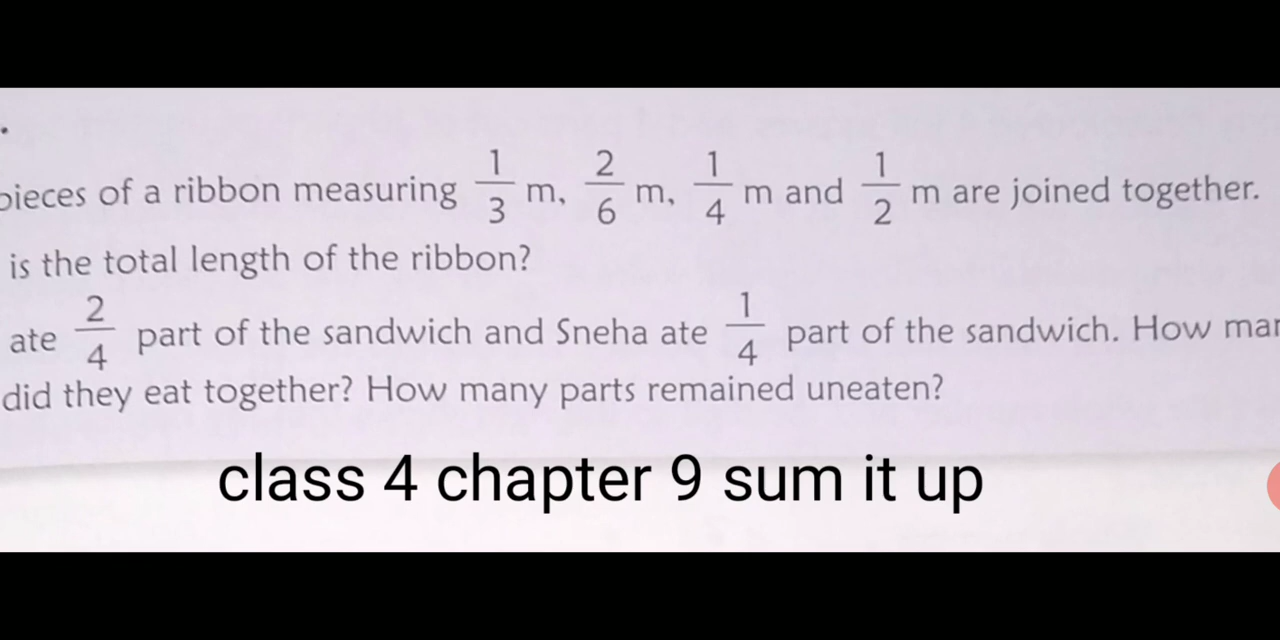 pieces of a ribbon measuring 1/3 m, 2/6 m, 1/4 m and 1/2 m are joined together.
is the total length of the ribbon?
ate 2/4 part of the sandwich and Sneha ate 1/4 part of the sandwich. How
did they eat together? How many parts remained uneaten?
class 4 chapter 9 sum it up